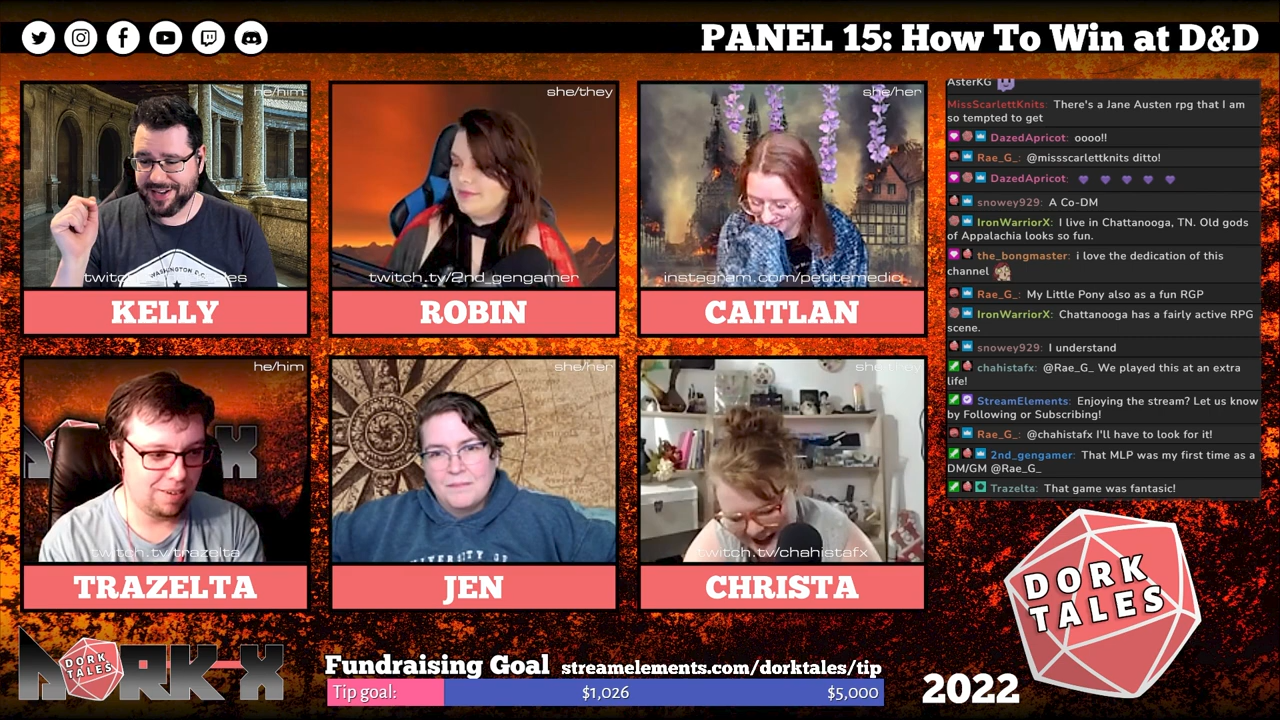 PANEL 15: How To Win at D&D
he/him
twitch
es
WASHINGTON D.C.
KELLY
she/they
twitch.tv/2nd_gengamer
ROBIN
she/her
instagram.com/petitemedic
CAITLAN
he/him
twitch.tv/trazelta
TRAZELTA
she/her
UNIVERSITY OF
JEN
twitch.tv/chahistafx
CHRISTA
AsterKG
MissScarlettKnits: There's a Jane Austen rpg that I am
so tempted to get
DazedApricot: oooo!!
Rae_G_: @missscarlettknits ditto!
DazedApricot: 💜 💜 💜 💜 💜
snowey929: A Co-DM
IronWarriorX: I live in Chattanooga, TN. Old gods
of Appalachia looks so fun.
the_bongmaster: i love the dedication of this
channel
Rae_G_: My Little Pony also as a fun RGP
IronWarriorX: Chattanooga has a fairly active RPG
scene.
snowey929: I understand
chahistafx: @Rae_G_ We played this at an extra
life!
StreamElements: Enjoying the stream? Let us know
by Following or Subscribing!
Rae_G_: @chahistafx I'll have to look for it!
2nd_gengamer: That MLP was my first time as a
DM/GM @Rae_G_
Trazelta: That game was fantasic!
DORK
TALES
DORK
TALES
DORK-X
Fundraising Goal streamelements.com/dorktales/tip
Tip goal: $1,026 $5,000
2022